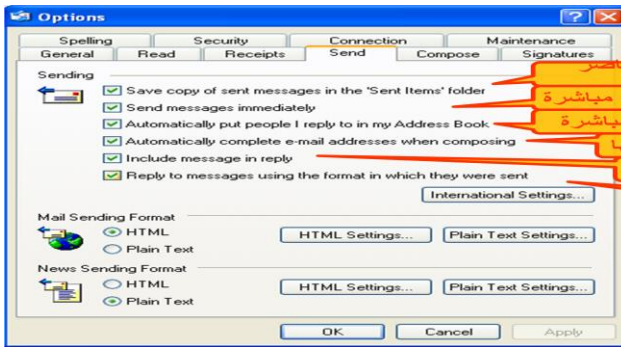 Options
Spelling Security Connection Maintenance
General Read Receipts Send Compose Signatures
Sending
Save copy of sent messages in the 'Sent Items' folder
Send messages immediately
مباشرة
Automatically put people I reply to in my Address Book
Automatically complete e-mail addresses when composing
Include message in reply
Reply to messages using the format in which they were sent
International Settings...
Mail Sending Format
HTML
HTML Settings... Plain Text Settings...
Plain Text
News Sending Format
HTML
HTML Settings... Plain Text Settings...
Plain Text
OK Cancel Apply